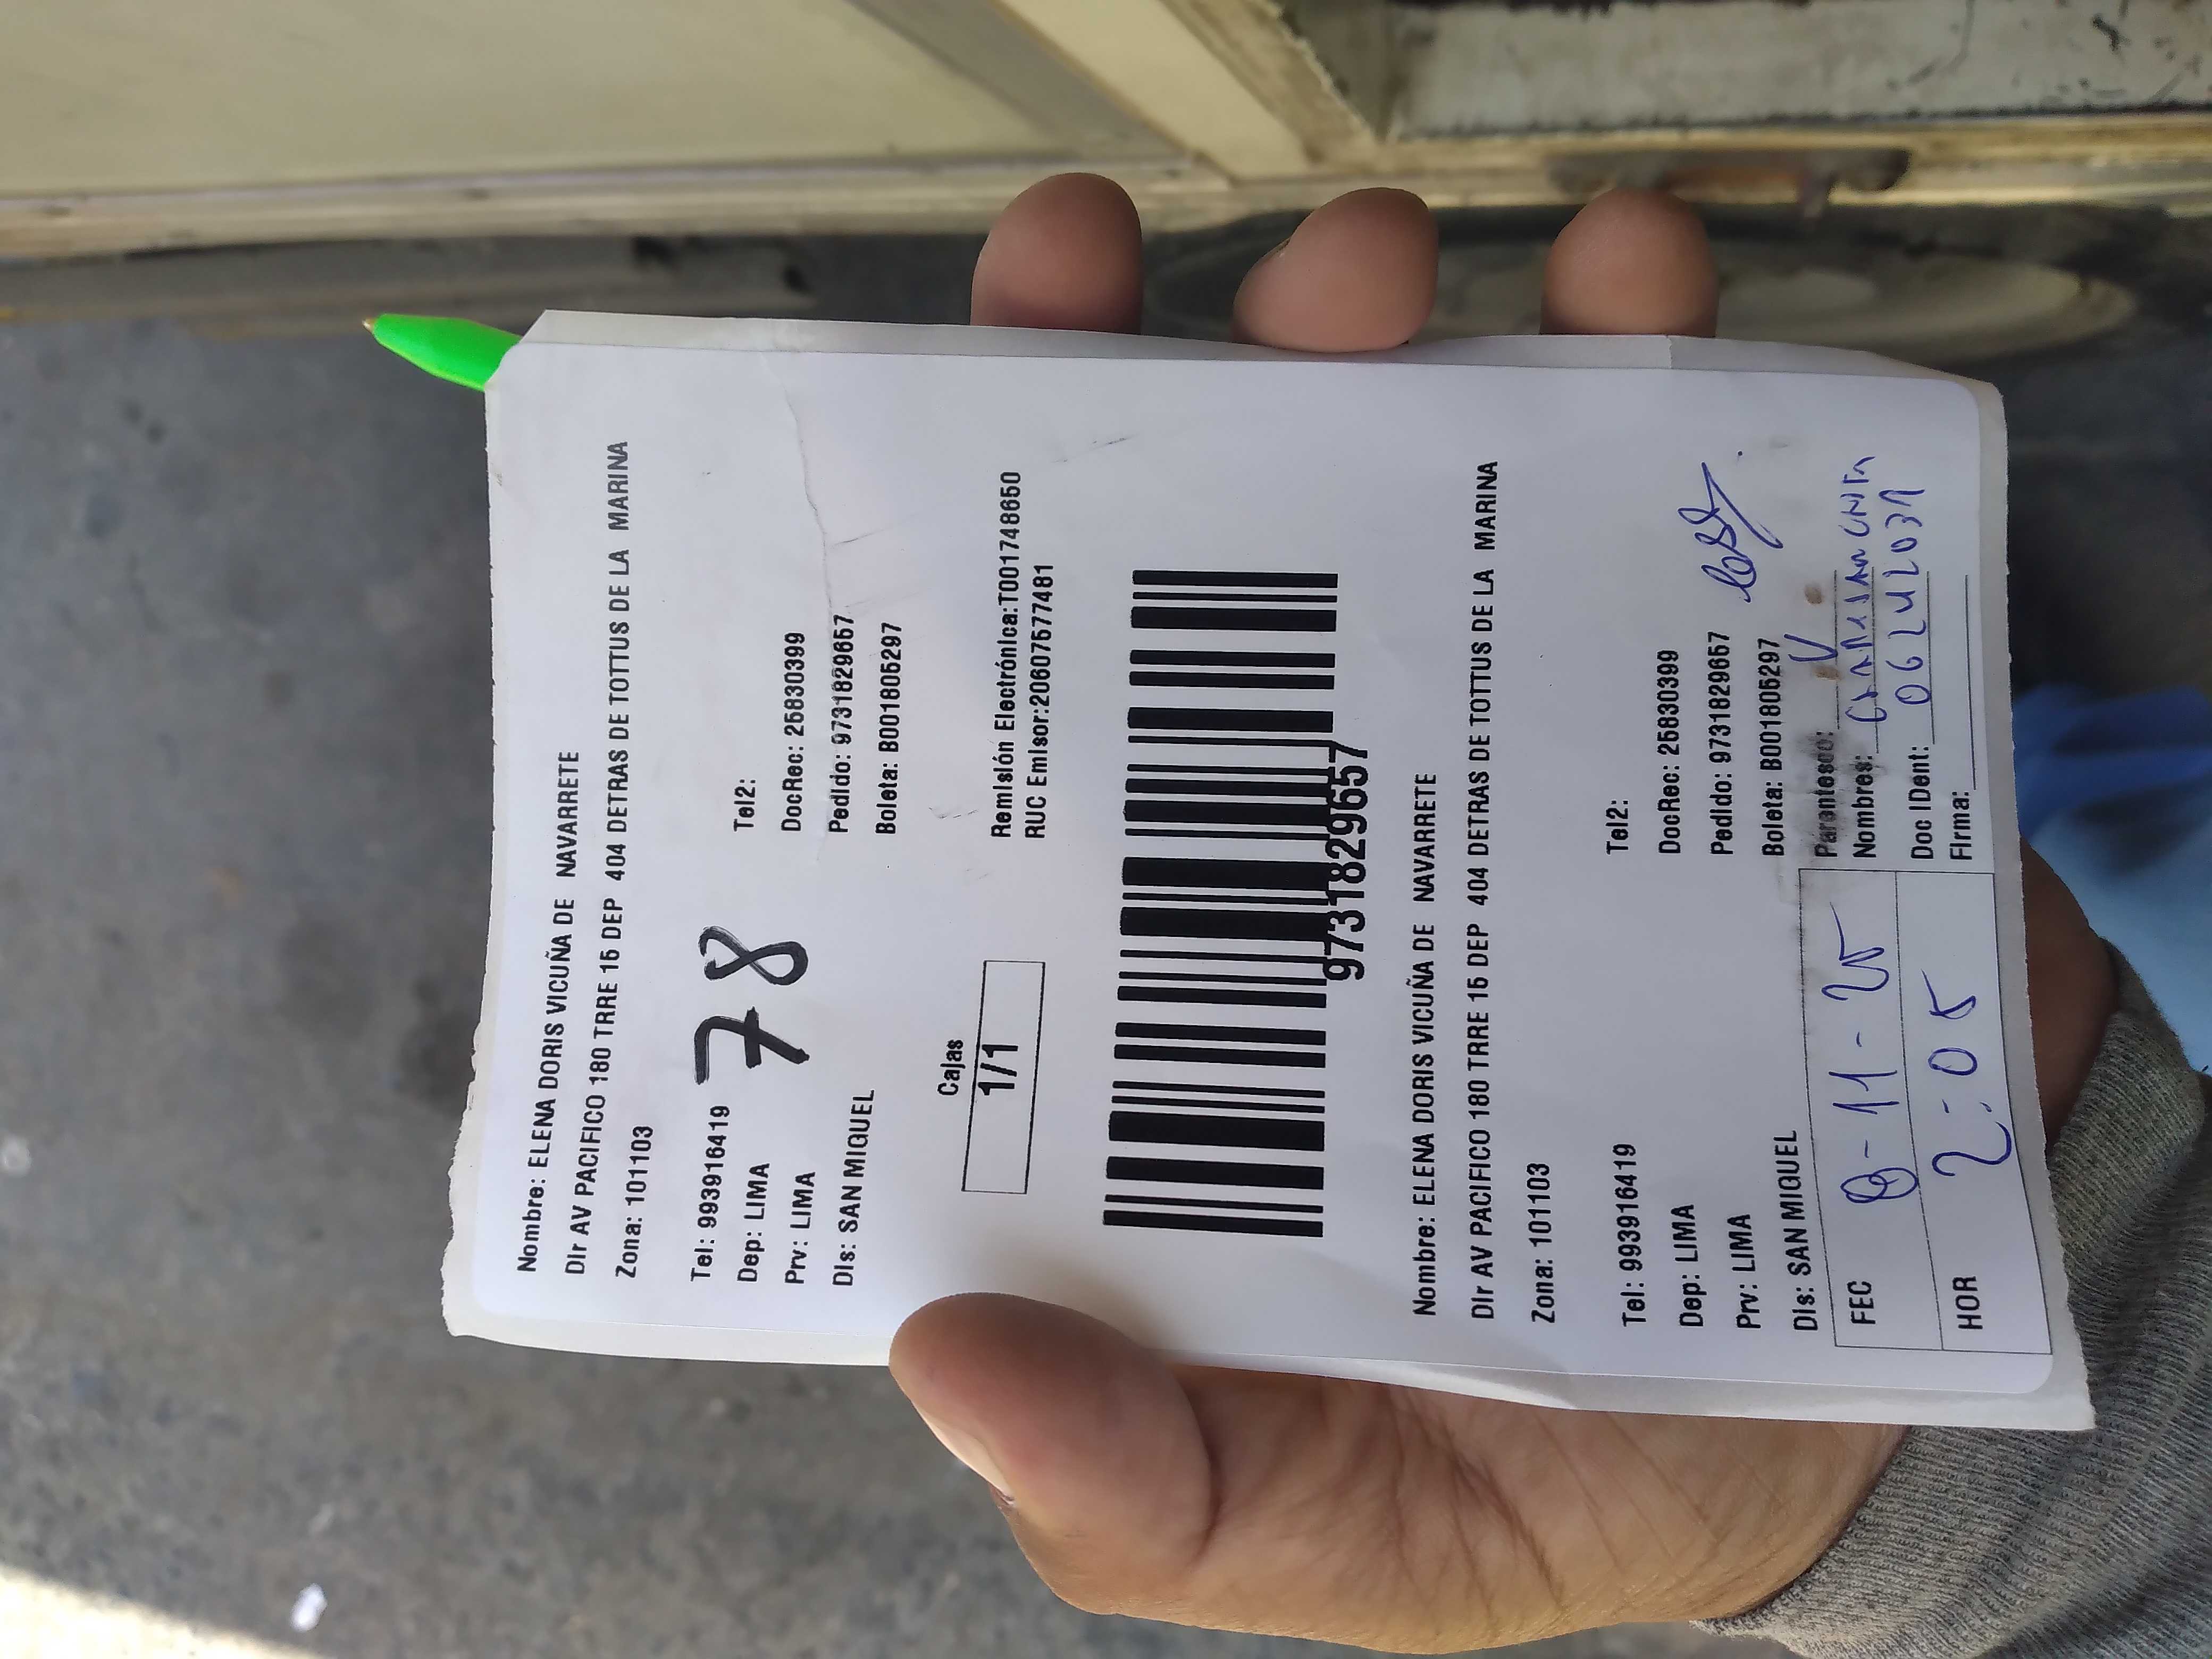 Nombre: ELENA DORIS VICUÑA DE NAVARRETE
Dir AV PACIFICO 180 TRRE 15 DEP 404 DETRAS DE TOTTUS DE LA MARINA
Zona: 101103
Tel: 993916419
78
Tel2:
Dep: LIMA
DocRec: 25830399
Prv: LIMA
Pedido: 9731829657
Dis: SAN MIGUEL
Boleta: B001805297
Cajas
1/1
Remisión Electrónica:T001748650
RUC Emisor:20607577481
9731829657
Nombre: ELENA DORIS VICUÑA DE NAVARRETE
Dir AV PACIFICO 180 TRRE 15 DEP 404 DETRAS DE TOTTUS DE LA MARINA
Zona: 101103
Tel: 993916419
Tel2:
Dep: LIMA
DocRec: 25830399
Prv: LIMA
Pedido: 9731829657
Dis: SAN MIGUEL
Boleta: B001805297
FEC 8-11-25
Parentesco: V
Nombres:
HOR 2:05
Doc IDent:
Firma: